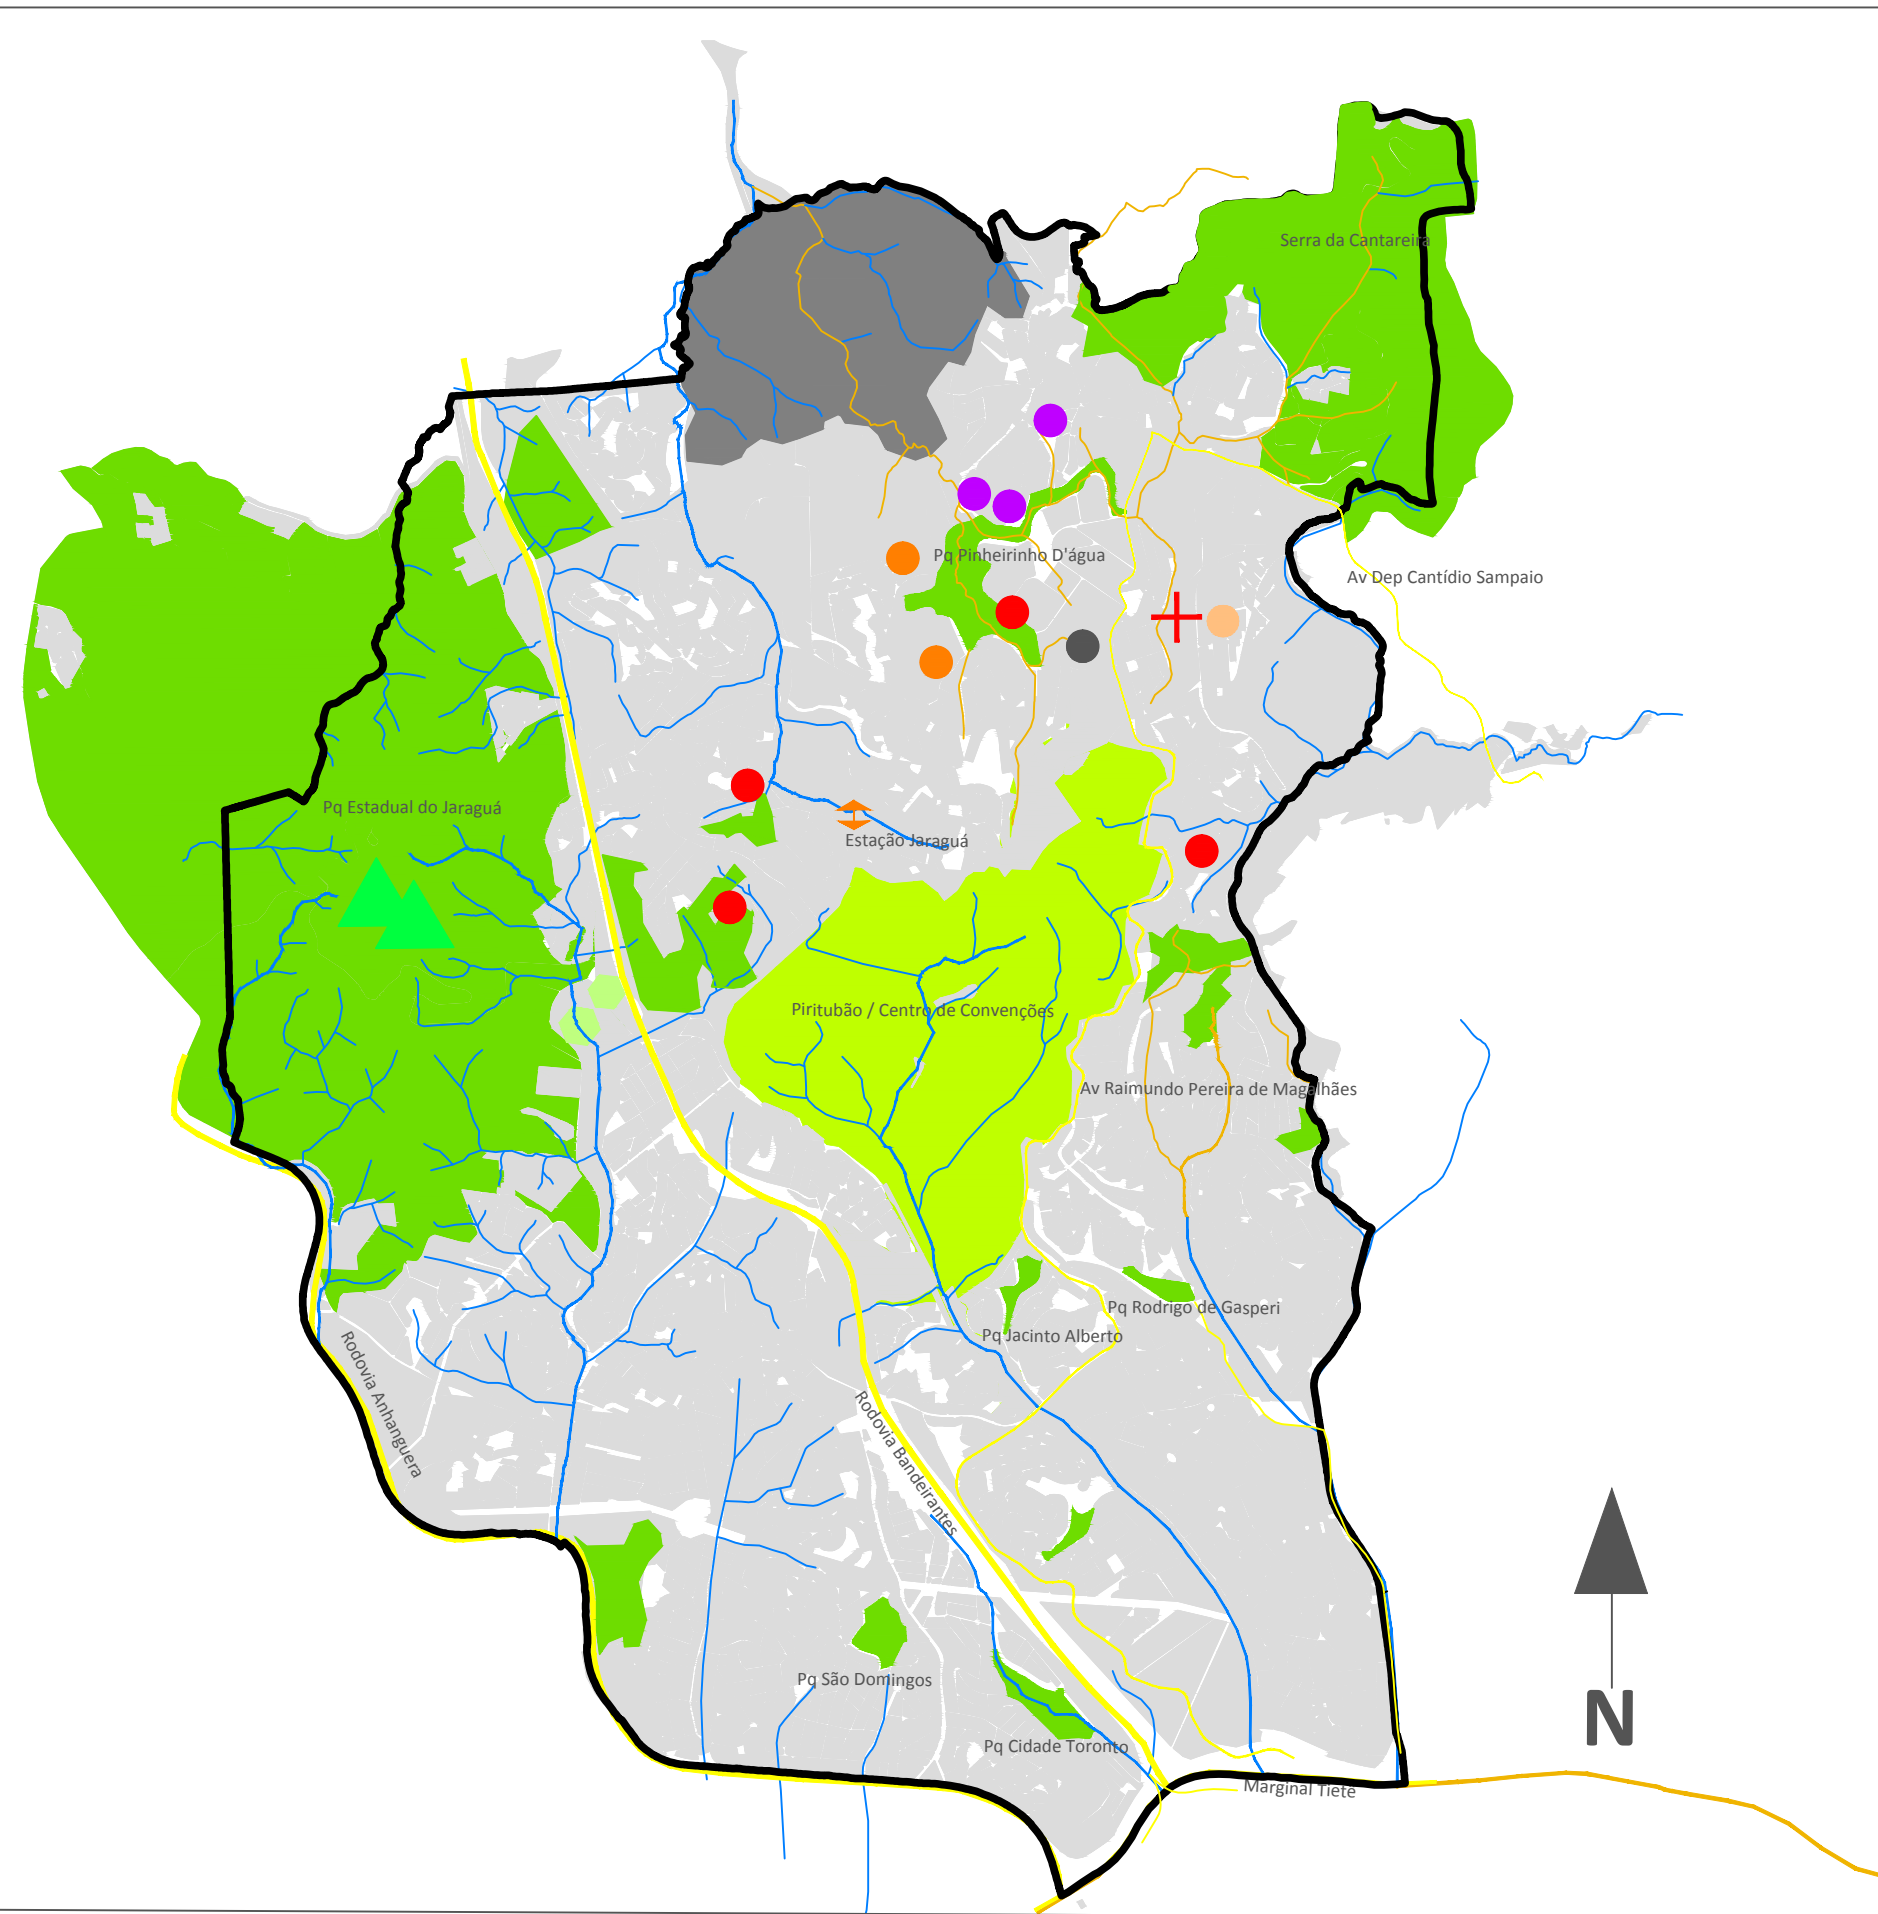 Serra da Cantareira
Pq Pinheirinho D'água
Av Dep Cantídio Sampaio
Pq Estadual do Jaraguá
Estação Jaraguá
Piritubão / Centro de Convenções
Av Raimundo Pereira de Magalhães
Pq Rodrigo de Gasperi
Pq Jacinto Alberto
Rodovia Anhanguera
Rodovia Bandeirantes
Pq São Domingos
Pq Cidade Toronto
Marginal Tietê
N